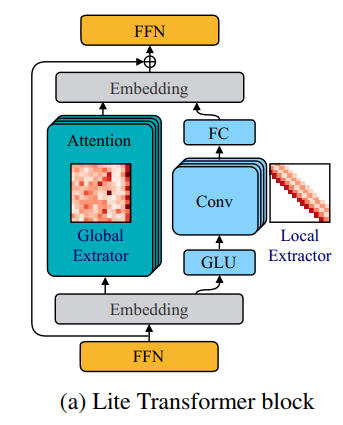 FFN
Embedding
Attention
FC
Conv
Global
Extrator
Local
Extractor
GLU
Embedding
FFN
(a) Lite Transformer block